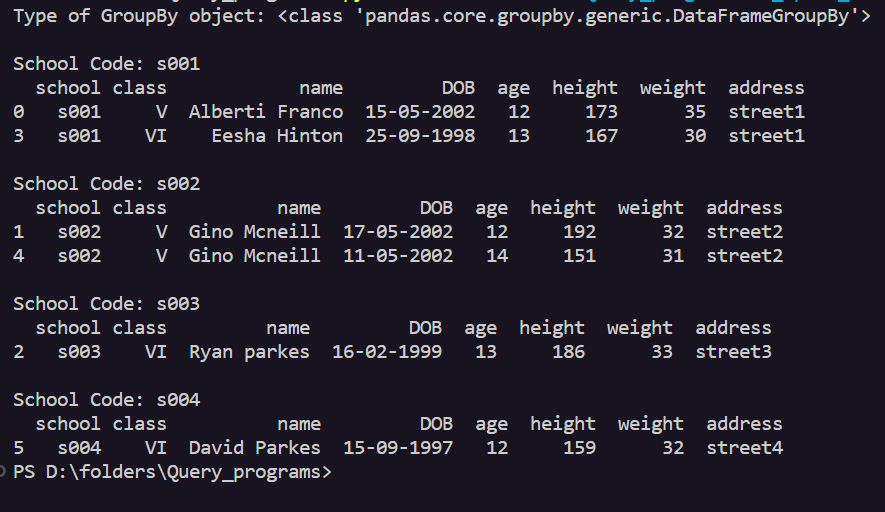 Type of GroupBy object: <class 'pandas.core.groupby.generic.DataFrameGroupBy'>
School Code: s001
school class name DOB age height weight address
0 s001 V Alberti Franco 15-05-2002 12 173 35 street1
3 s001 VI Eesha Hinton 25-09-1998 13 167 30 street1
School Code: s002
school class name DOB age height weight address
1 s002 V Gino Mcneill 17-05-2002 12 192 32 street2
4 s002 V Gino Mcneill 11-05-2002 14 151 31 street2
School Code: s003
school class name DOB age height weight address
2 s003 VI Ryan parkes 16-02-1999 13 186 33 street3
School Code: s004
school class name DOB age height weight address
5 s004 VI David Parkes 15-09-1997 12 159 32 street4
PS D:\folders\Query_programs>